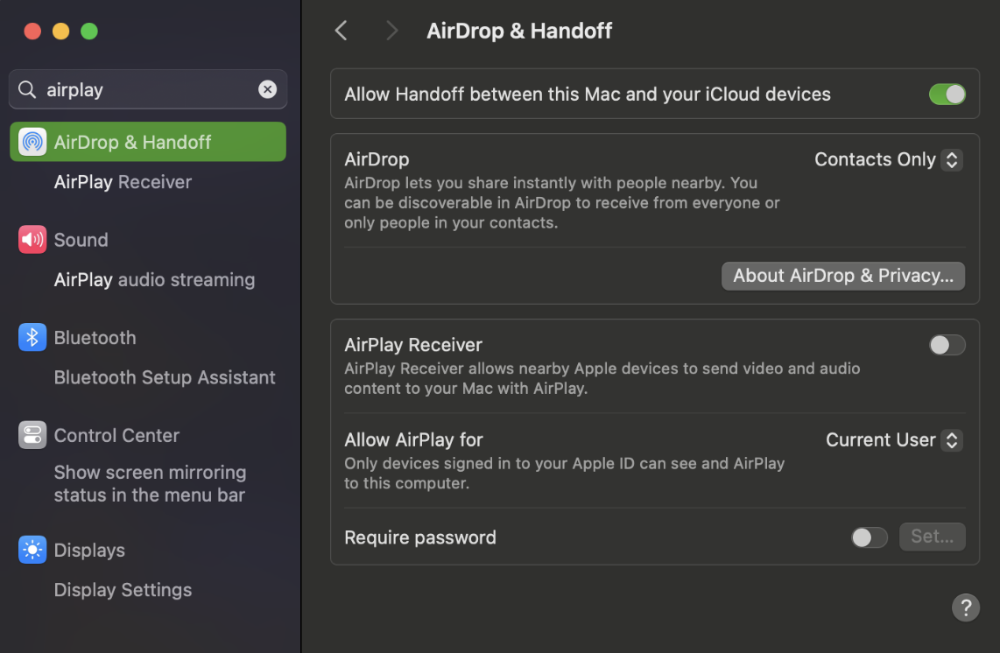 airplay
AirDrop & Handoff
AirPlay Receiver
Sound
AirPlay audio streaming
Bluetooth
Bluetooth Setup Assistant
Control Center
Show screen mirroring
status in the menu bar
Displays
Display Settings
AirDrop & Handoff
Allow Handoff between this Mac and your iCloud devices
AirDrop
Contacts Only
AirDrop lets you share instantly with people nearby. You
can be discoverable in AirDrop to receive from everyone or
only people in your contacts.
About AirDrop & Privacy...
AirPlay Receiver
AirPlay Receiver allows nearby Apple devices to send video and audio
content to your Mac with AirPlay.
Allow AirPlay for
Current User
Only devices signed in to your Apple ID can see and AirPlay
to this computer.
Require password
Set...
?